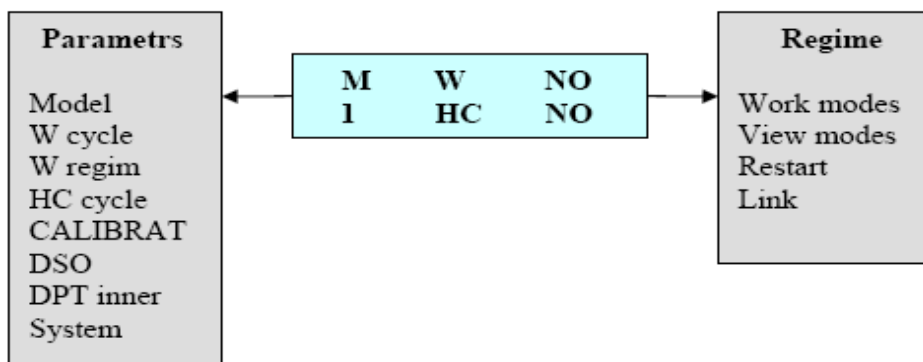 Parametrs
Model
W cycle
W regim
HC cycle
CALIBRAT
DSO
DPT inner
System
M W NO
1 HC NO
Regime
Work modes
View modes
Restart
Link